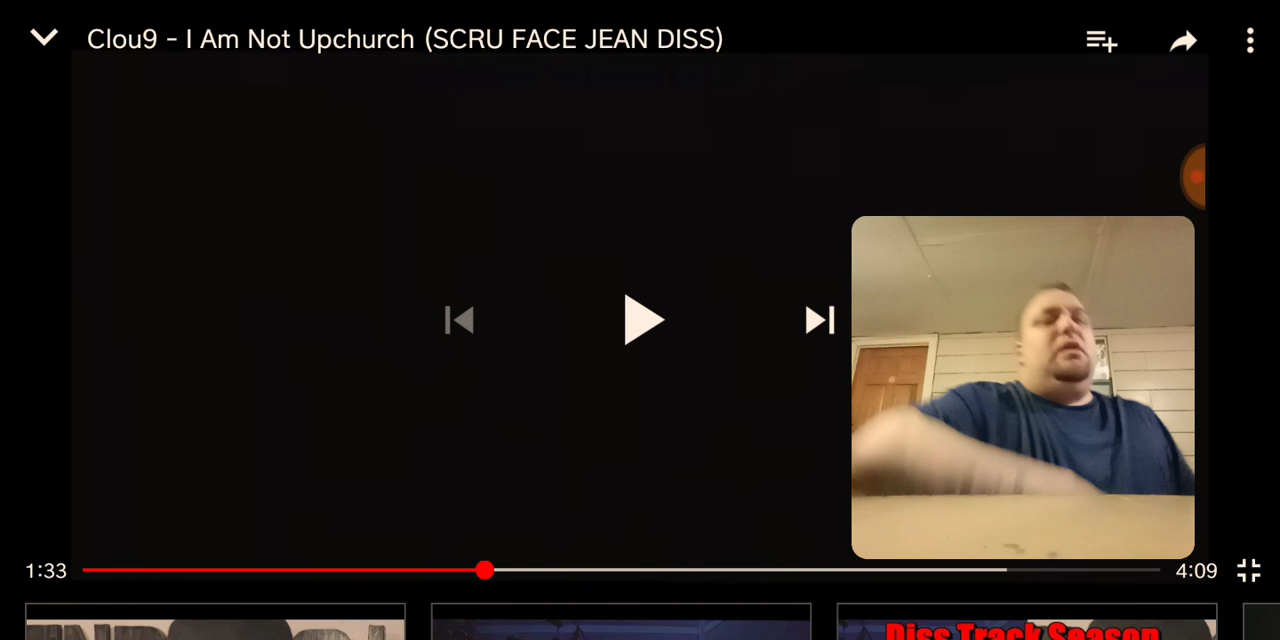 Clou9 - I Am Not Upchurch (SCRU FACE JEAN DISS)
1:33
4:09
Diss Track Season